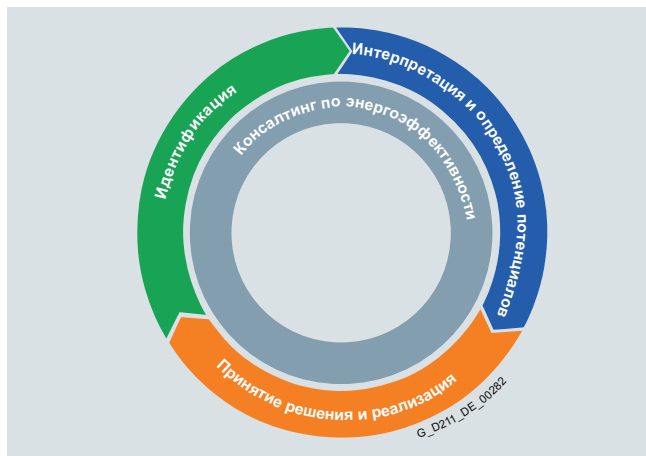 Идентификация
Интерпретация и определение потенциалов
Консалтинг по энергоэффективности
Принятие решения и реализация
G_D211_DE_00282